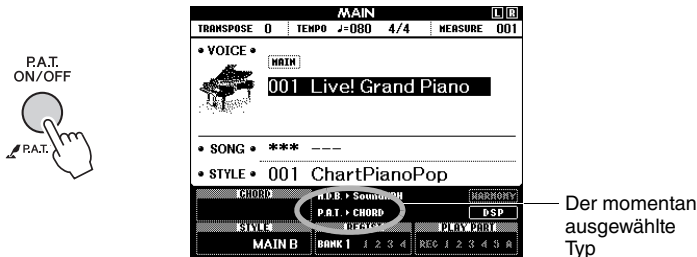 P.A.T.
ON/OFF
P.A.T.
MAIN
L R
TRANSPOSE 0 TEMPO ♩=080 4/4 MEASURE 001
VOICE
MAIN
001 Live! Grand Piano
SONG *** ---
STYLE 001 ChartPianoPop
CHORD
HARMONY
P.A.T. CHORD
DSP
STYLE
REGIST
PLAY PART
MAIN B BANK 1 1 2 3 4 REC 1 2 3 4 5 A
Der momentan
ausgewählte
Typ